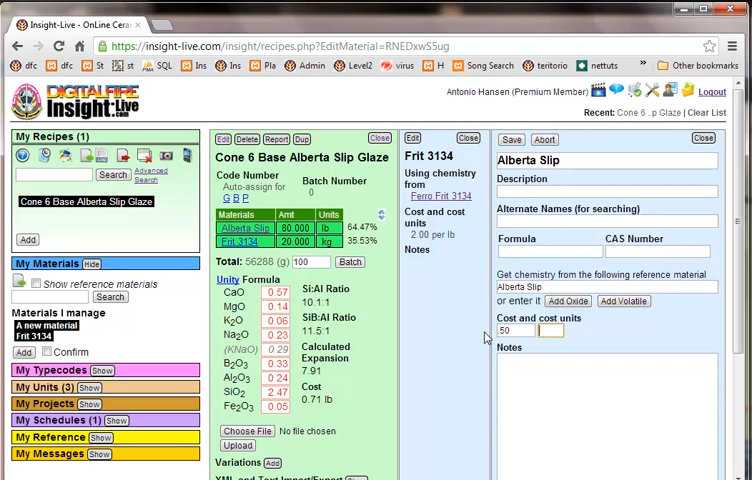 Insight-Live - OnLine Cera
https://insight-live.com/insight/recipes.php?EditMaterial=RNEDxwS5ug
dfc dfc St st PSQL Ins Ins Pla Admin Level2 virus H Song Search teritorio nettuts » Other bookmarks
DIGITALFIRE
Insight-Live
Antonio Hansen (Premium Member) Logout
Recent: Cone 6 ..p Glaze | Clear List
My Recipes (1)
Search Advanced Search
Cone 6 Base Alberta Slip Glaze
Add
My Materials Hide
Show reference materials
Search
Materials I manage
A new material
Frit 3134
Add Confirm
My Typecodes Show
My Units (3) Show
My Projects Show
My Schedules (1) Show
My Reference Show
My Messages Show
Edit Delete Report Dup Close
Cone 6 Base Alberta Slip Glaze
Code Number
Auto-assign for
G B P
Batch Number
0
Materials Amt Units
Alberta Slip 80.000 lb 64.47%
Frit 3134 20.000 kg 35.53%
Total: 56288 (g) 100 Batch
Unity Formula
CaO 0.57
MgO 0.14
K2O 0.06
Na2O 0.23
(KNaO) 0.29
B2O3 0.33
Al2O3 0.24
SiO2 2.47
Fe2O3 0.05
Si:Al Ratio
10.1:1
SiB:Al Ratio
11.5:1
Calculated
Expansion
7.91
Cost
0.71 lb
Choose File No file chosen
Upload
Variations Add
XML and Text Import/Export
Edit Close
Frit 3134
Using chemistry
from
Ferro Frit 3134
Cost and cost
units
2.00 per lb
Notes
Save Abort Close
Alberta Slip
Description
Alternate Names (for searching)
Formula CAS Number
Get chemistry from the following reference material
Alberta Slip
or enter it Add Oxide Add Volatile
Cost and cost units
.50
Notes